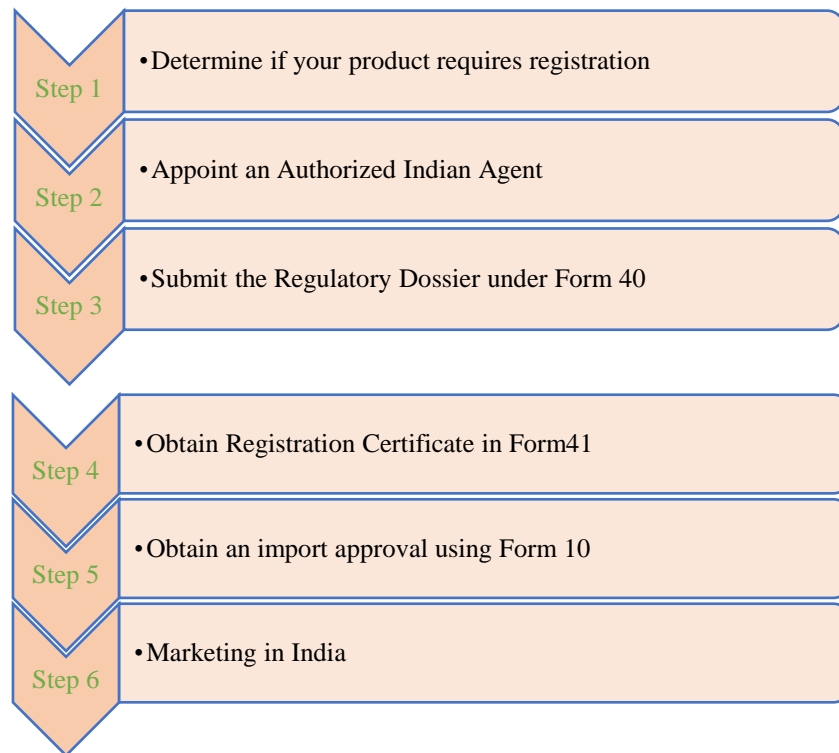 Step 1
•Determine if your product requires registration
Step 2
•Appoint an Authorized Indian Agent
Step 3
•Submit the Regulatory Dossier under Form 40
Step 4
•Obtain Registration Certificate in Form41
Step 5
•Obtain an import approval using Form 10
Step 6
•Marketing in India